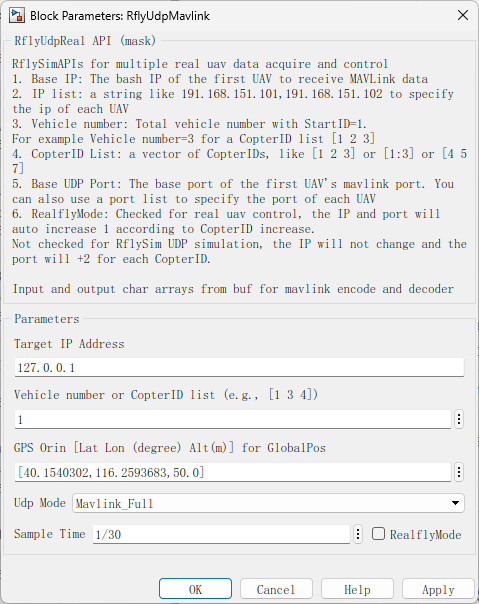 Block Parameters: RflyUdpMavlink
RflyUdpReal API (mask)
RflySimAPIs for multiple real uav data acquire and control
1. Base IP: The bash IP of the first UAV to receive MAVLink data
2. IP list: a string like 191.168.151.101,191.168.151.102 to specify
the ip of each UAV
3. Vehicle number: Total vehicle number with StartID=1.
For example Vehicle number=3 for a CopterID list [1 2 3]
4. CopterID List: a vector of CopterIDs, like [1 2 3] or [1:3] or [4 5
7]
5. Base UDP Port: The base port of the first UAV's mavlink port. You
can also use a port list to specify the port of each UAV
6. RealflyMode: Checked for real uav control, the IP and port will
auto increase 1 according to CopterID increase.
Not checked for RflySim UDP simulation, the IP will not change and the
port will +2 for each CopterID.
Input and output char arrays from buf for mavlink encode and decoder
Parameters
Target IP Address
127.0.0.1
Vehicle number or CopterID list (e.g., [1 3 4])
1
GPS Orin [Lat Lon (degree) Alt(m)] for GlobalPos
[40.1540302,116.2593683,50.0]
Udp Mode Mavlink_Full
Sample Time 1/30 RealflyMode
OK Cancel Help Apply